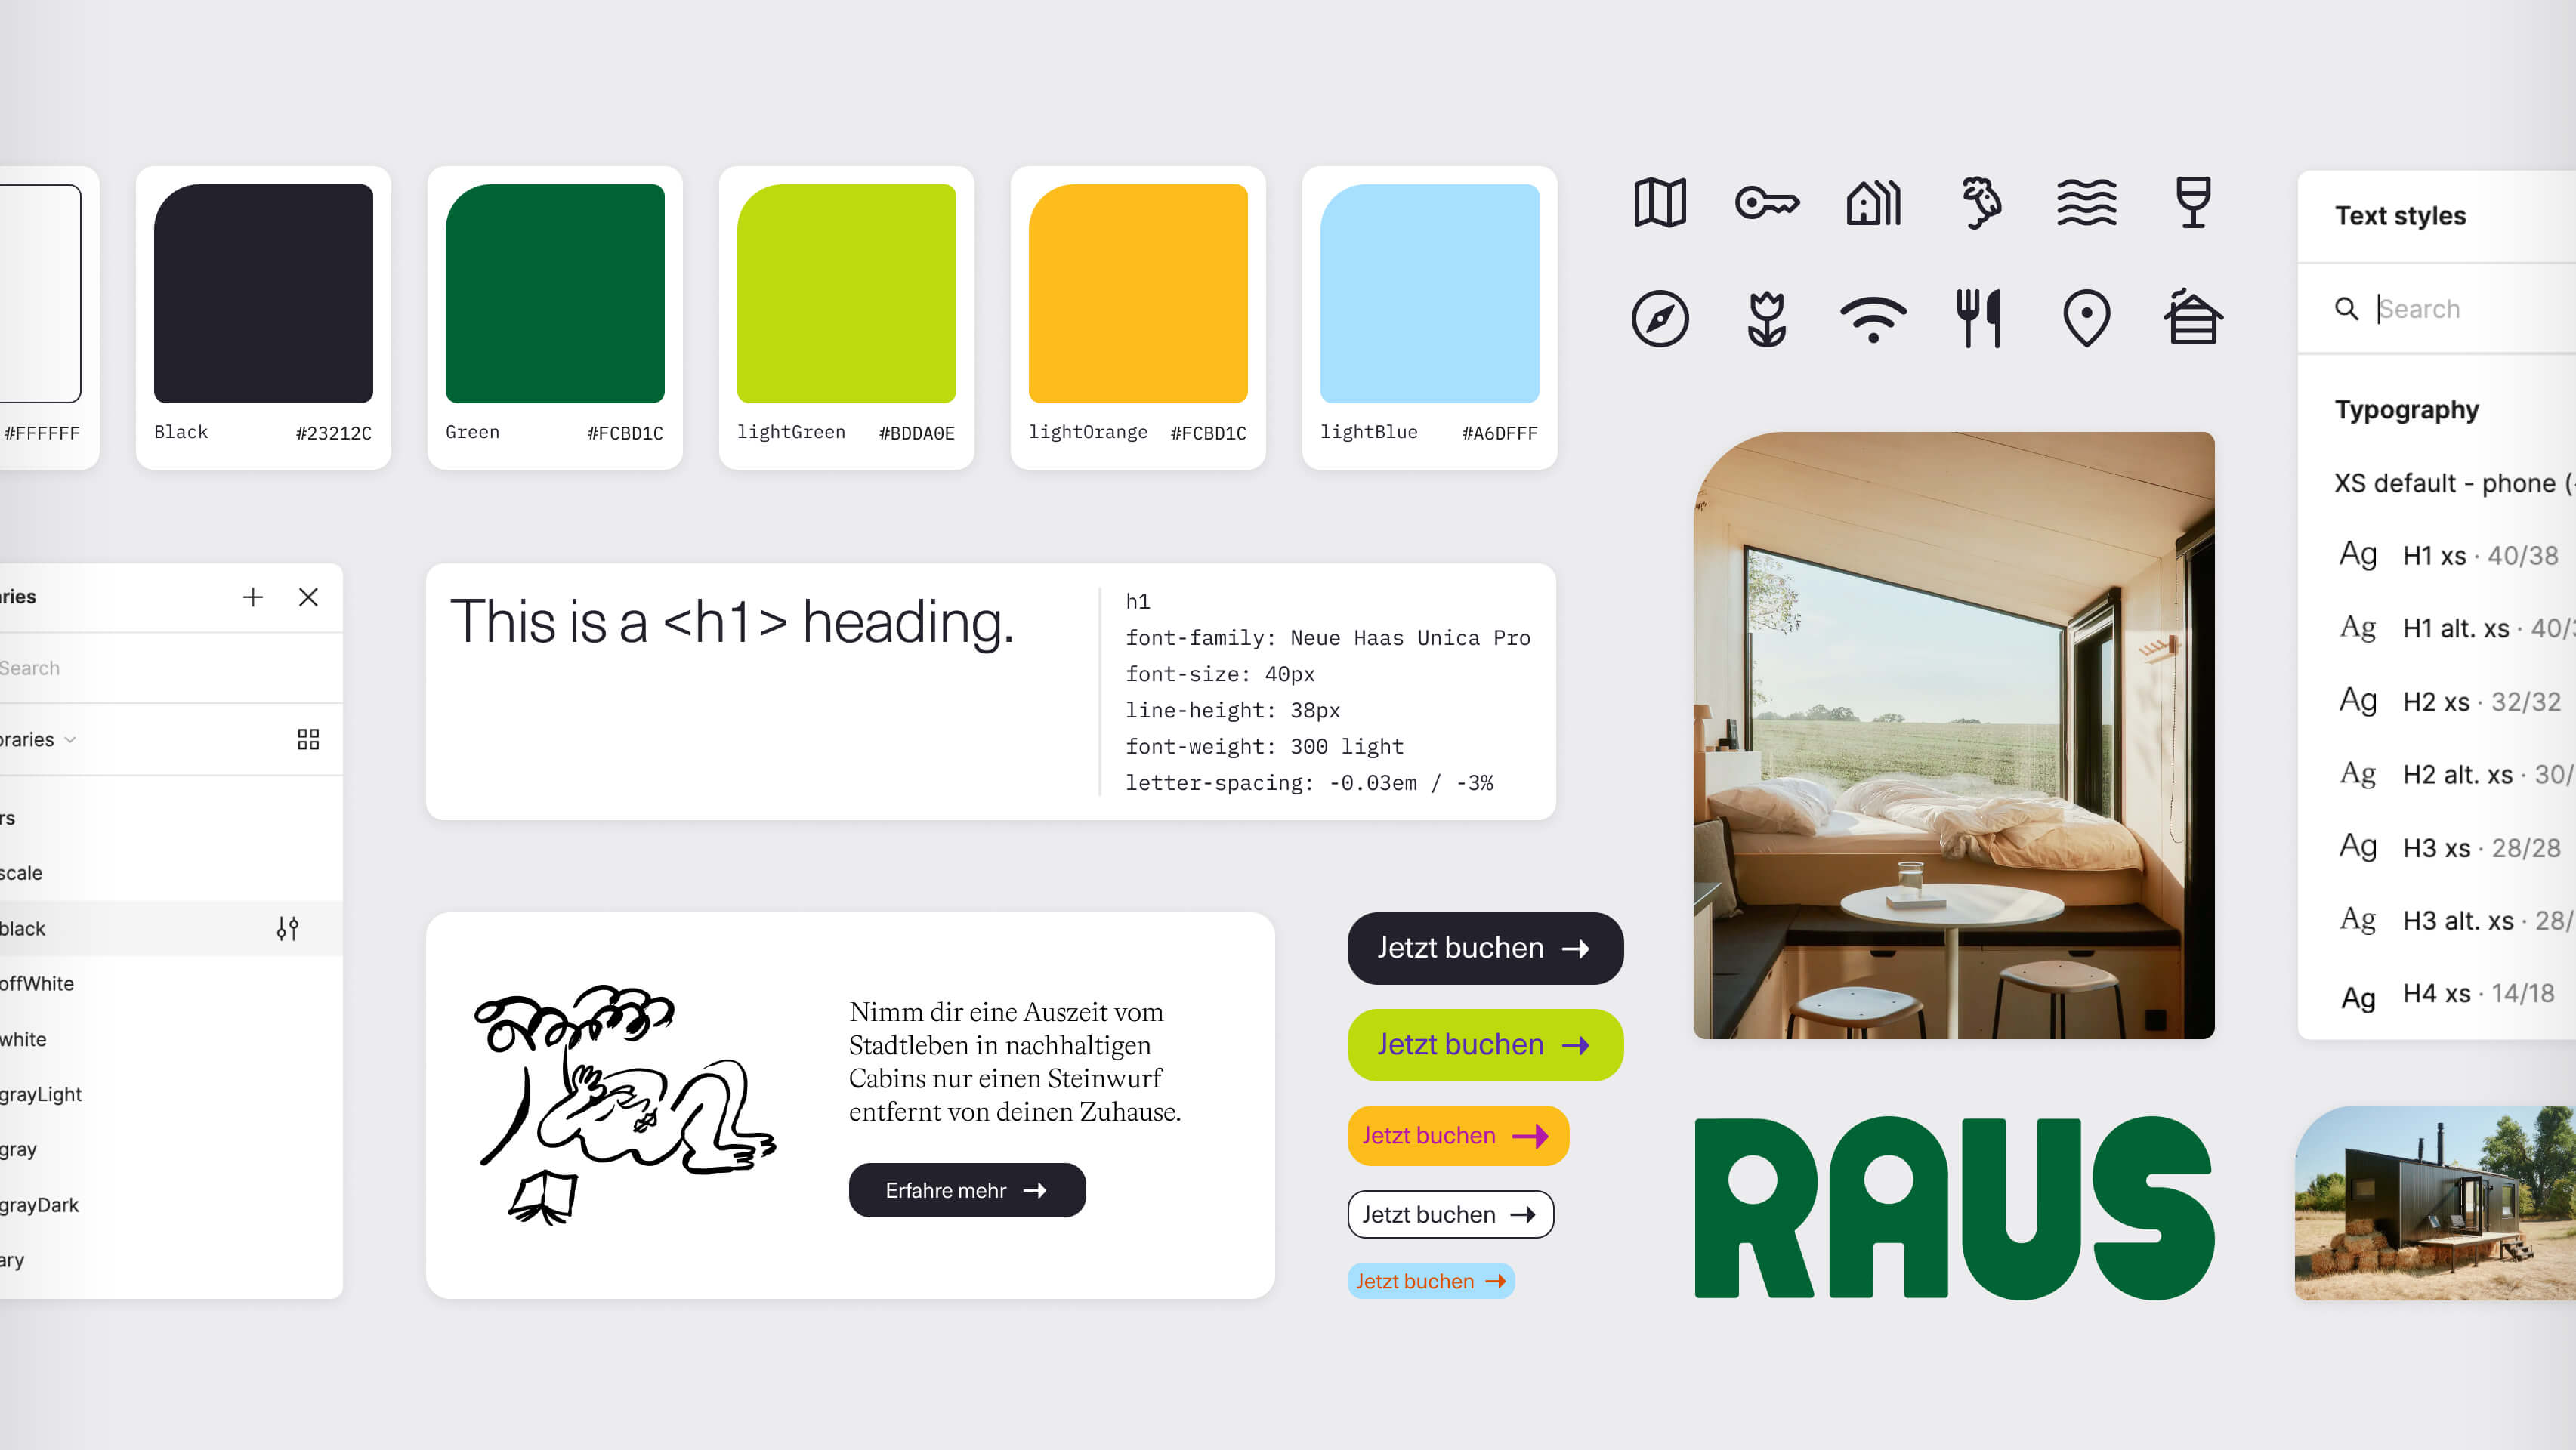 #FFFFFF
Black #23212C
Green #FCBD1C
lightGreen #BDDA0E
lightOrange #FCBD1C
lightBlue #A6DFFF
Text styles
Search
Typography
XS default - phone (
Ag H1 xs · 40/38
Ag H1 alt. xs · 40/
Ag H2 xs · 32/32
Ag H2 alt. xs · 30/
Ag H3 xs · 28/28
Ag H3 alt. xs · 28/
Ag H4 xs · 14/18
ries
Search
raries
rs
scale
black
offWhite
white
grayLight
gray
grayDark
ary
This is a <h1> heading.
h1
font-family: Neue Haas Unica Pro
font-size: 40px
line-height: 38px
font-weight: 300 light
letter-spacing: -0.03em / -3%
Nimm dir eine Auszeit vom
Stadtleben in nachhaltigen
Cabins nur einen Steinwurf
entfernt von deinen Zuhause.
Erfahre mehr →
Jetzt buchen →
Jetzt buchen →
Jetzt buchen →
Jetzt buchen →
Jetzt buchen →
RAUS